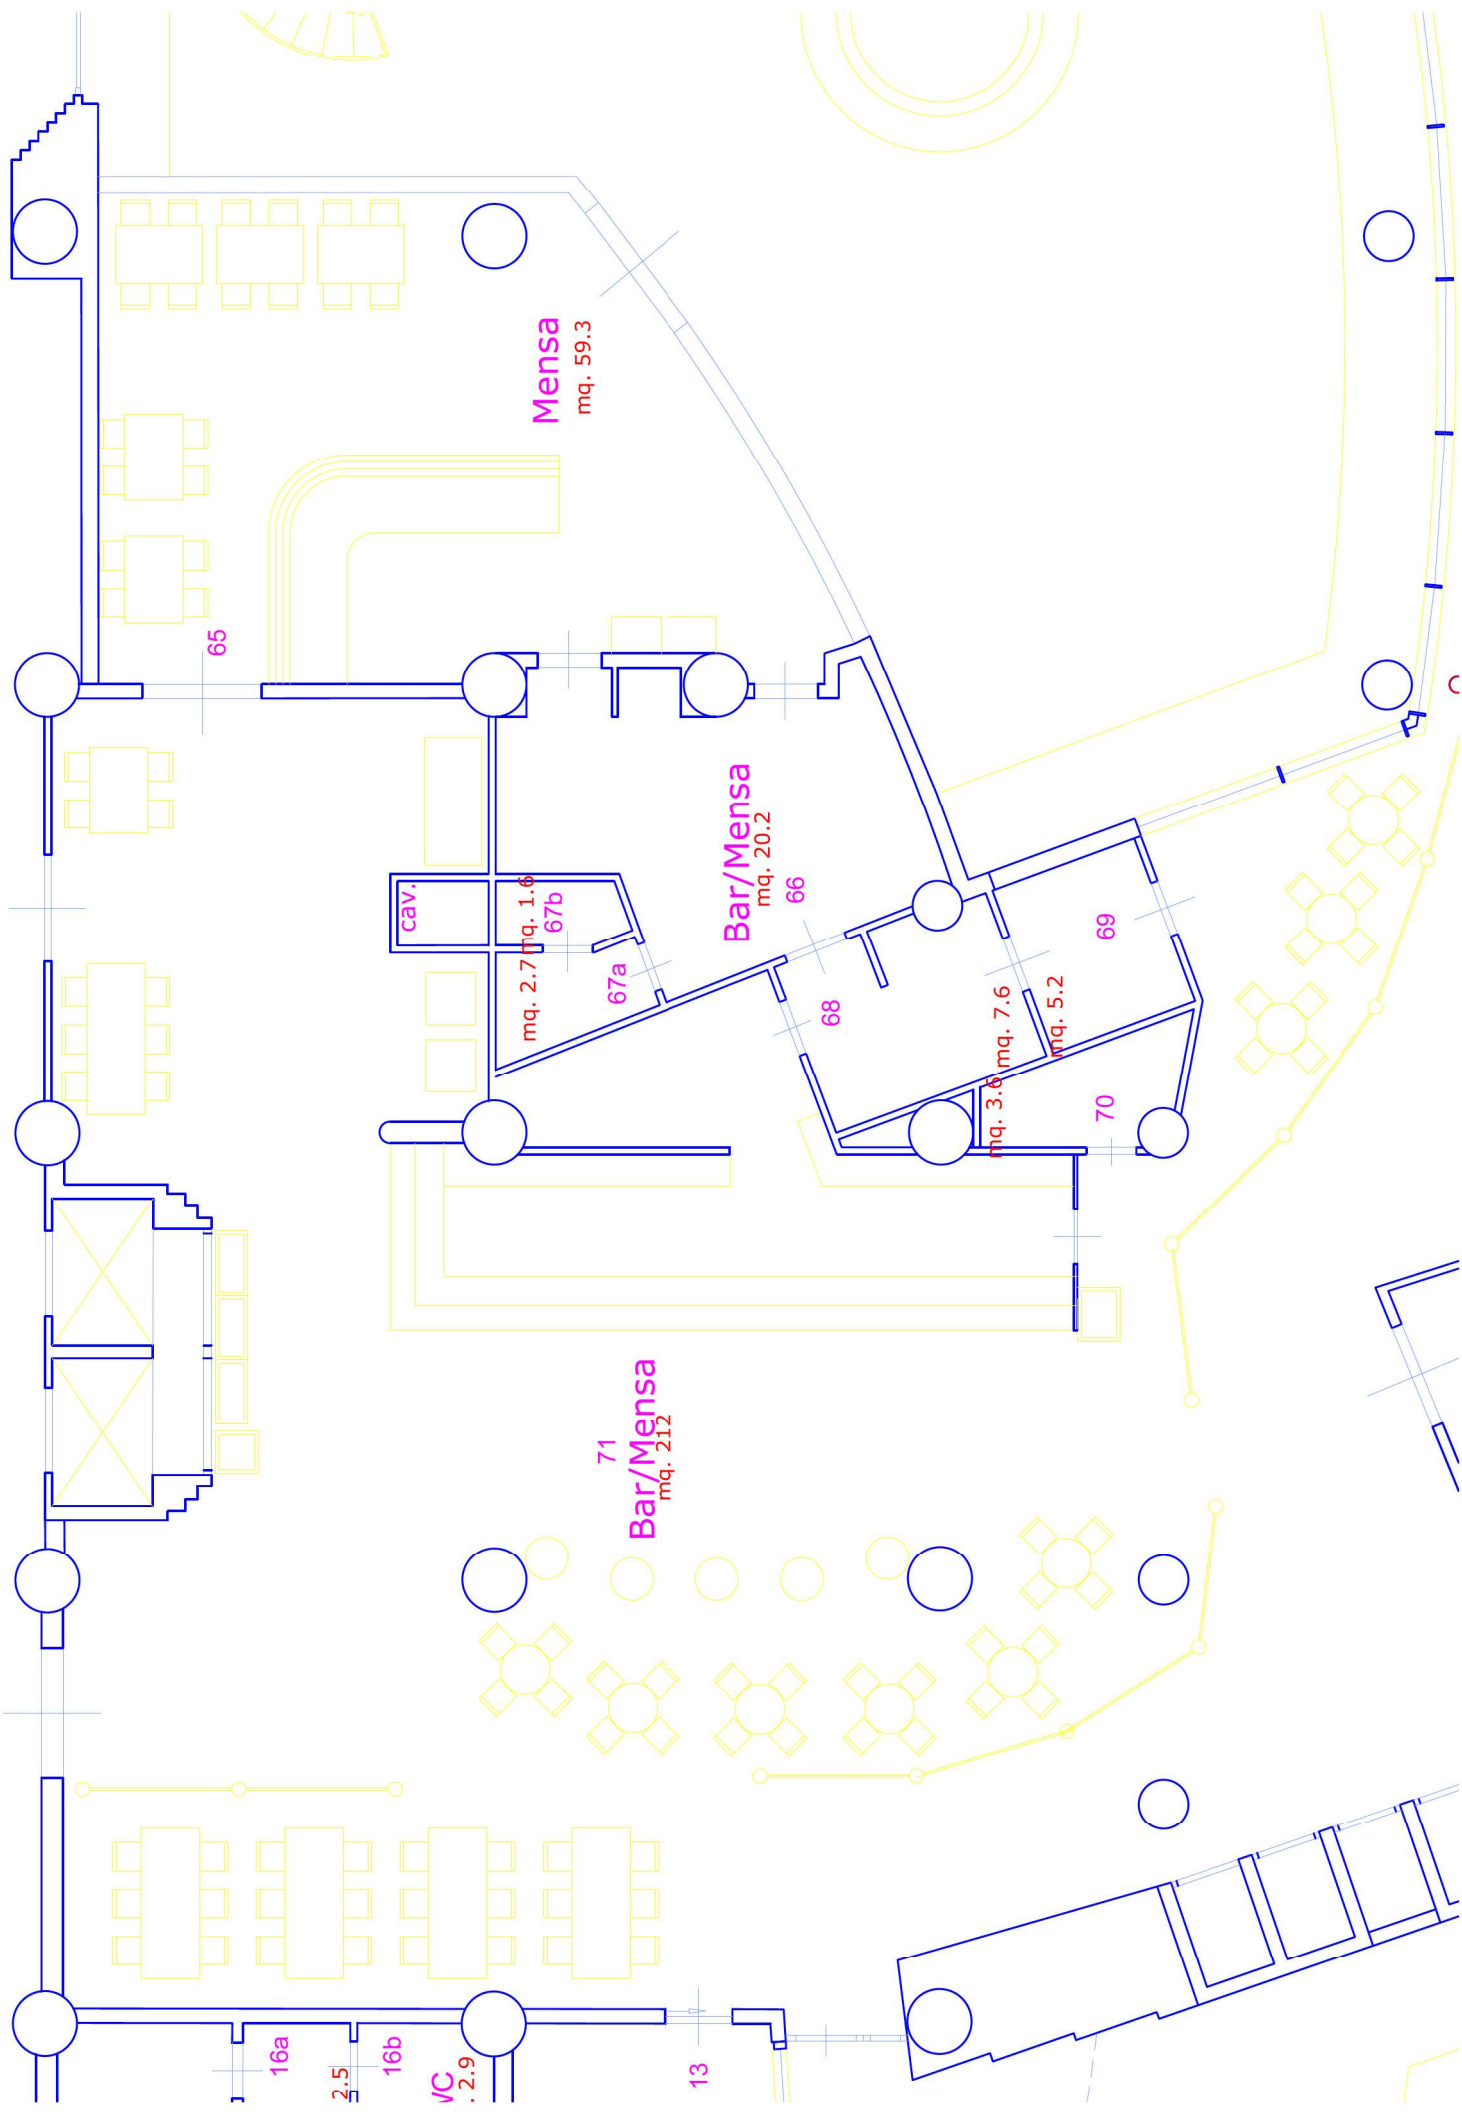 Mensa
mq. 59.3
65
Bar/Mensa
mq. 20.2
66
cav.
mq. 1.6
67b
mq. 2.7
67a
68
69
mq. 7.6
mq. 5.2
mq. 3.6
70
71
Bar/Mensa
mq. 212
16a
2.5
16b
WC
. 2.9
13